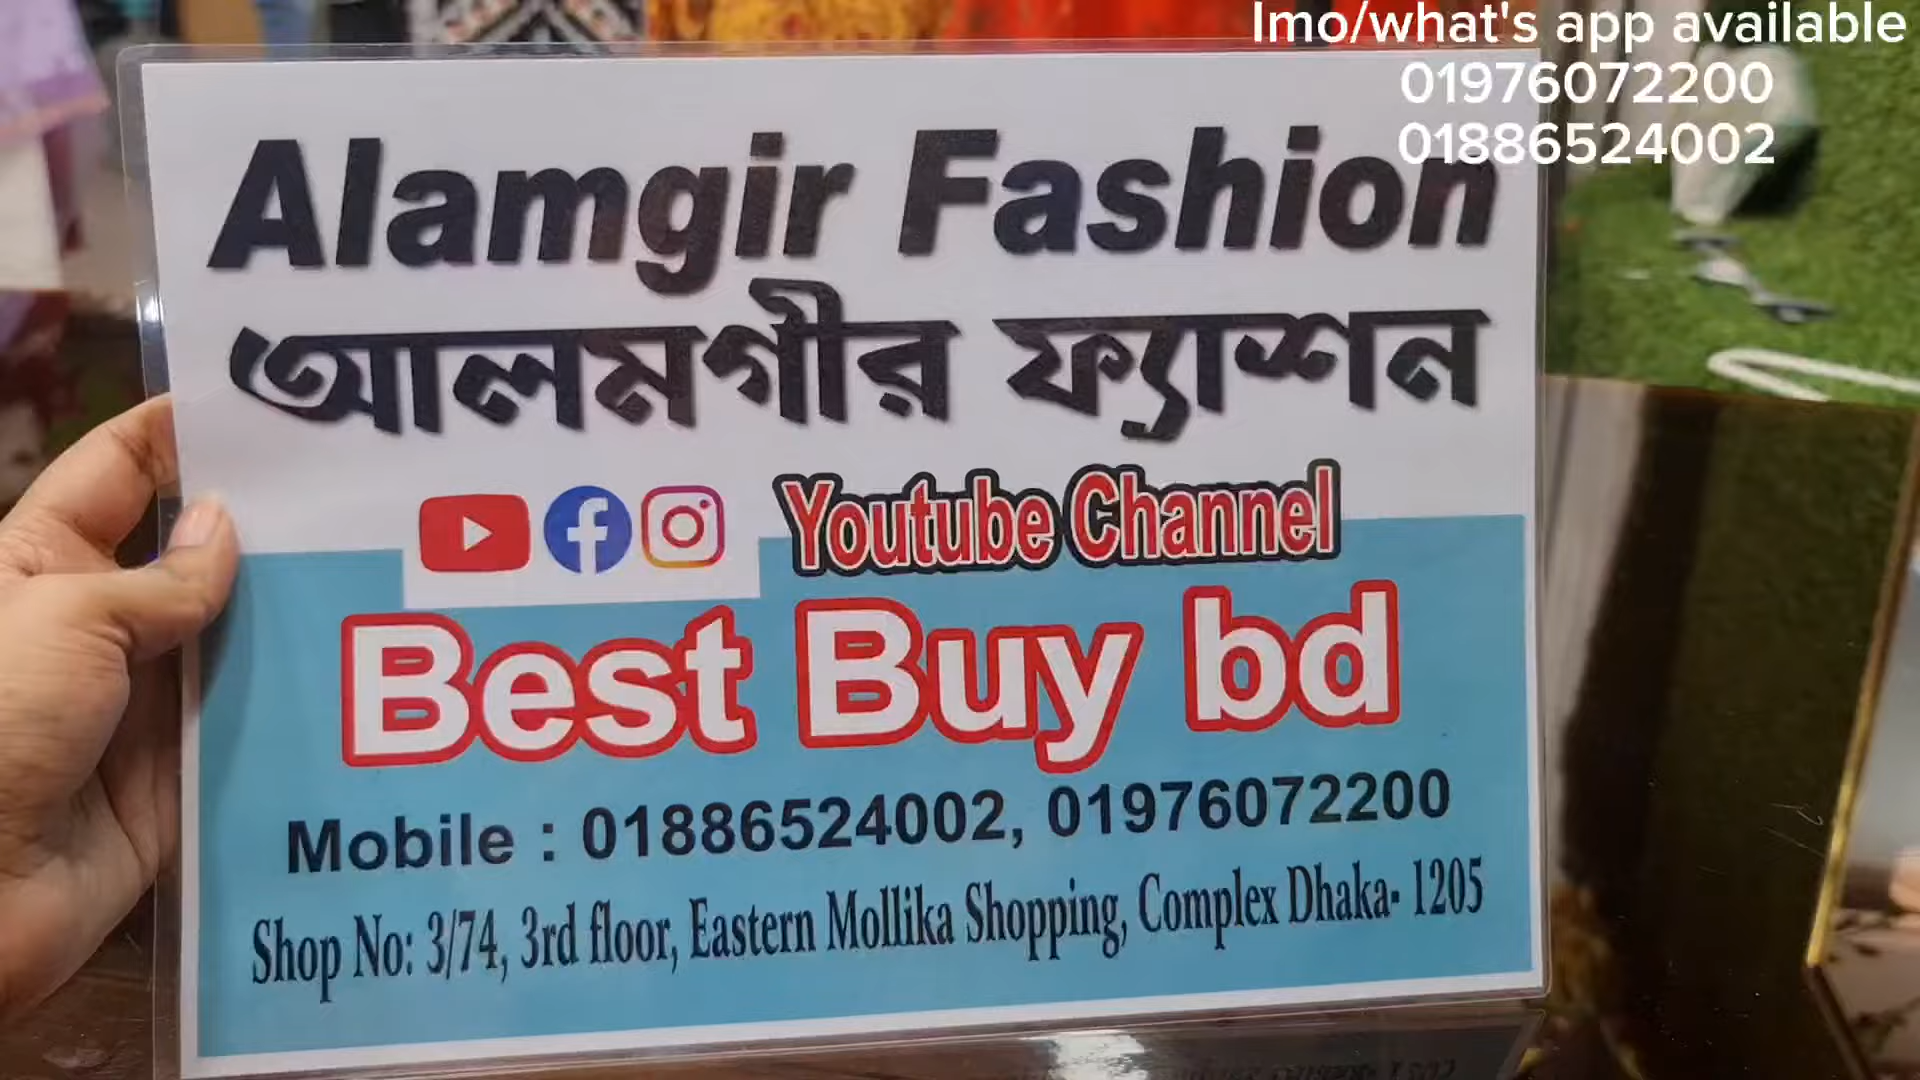 Imo/what's app available
01976072200
01886524002
Alamgir Fashion
আলমগীর ফ্যাশন
Youtube Channel
Best Buy bd
Mobile : 01886524002, 01976072200
Shop No: 3/74, 3rd floor, Eastern Mollika Shopping, Complex Dhaka- 1205